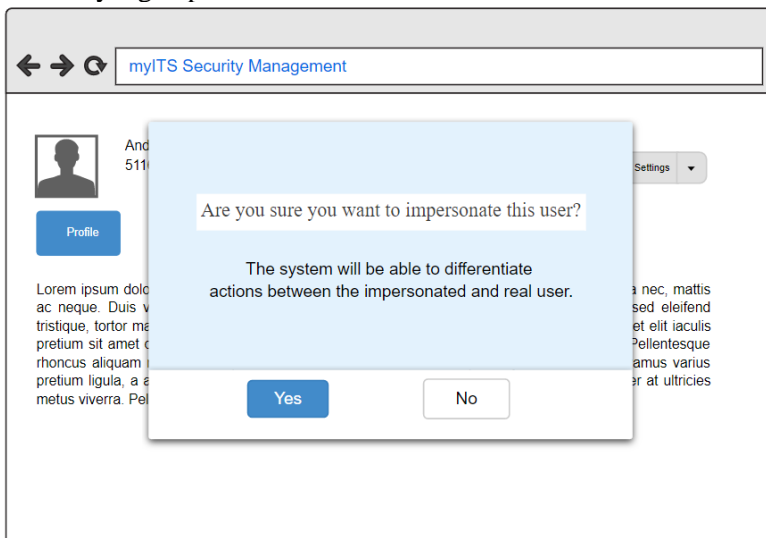 myITS Security Management
And
511
Settings
Profile
Are you sure you want to impersonate this user?
The system will be able to differentiate
actions between the impersonated and real user.
Lorem ipsum dolo
a nec, mattis
ac neque. Duis v
sed eleifend
tristique, tortor ma
et elit iaculis
pretium sit amet
Pellentesque
rhoncus aliquam
amus varius
pretium ligula, a a
er at ultricies
metus viverra. Pel
Yes
No